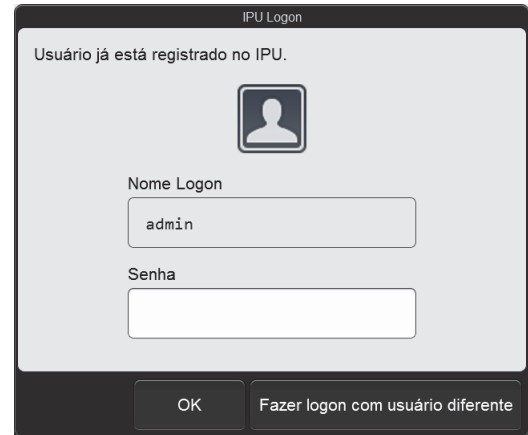 IPU Logon
Usuário já está registrado no IPU.
Nome Logon
admin
Senha
OK
Fazer logon com usuário diferente